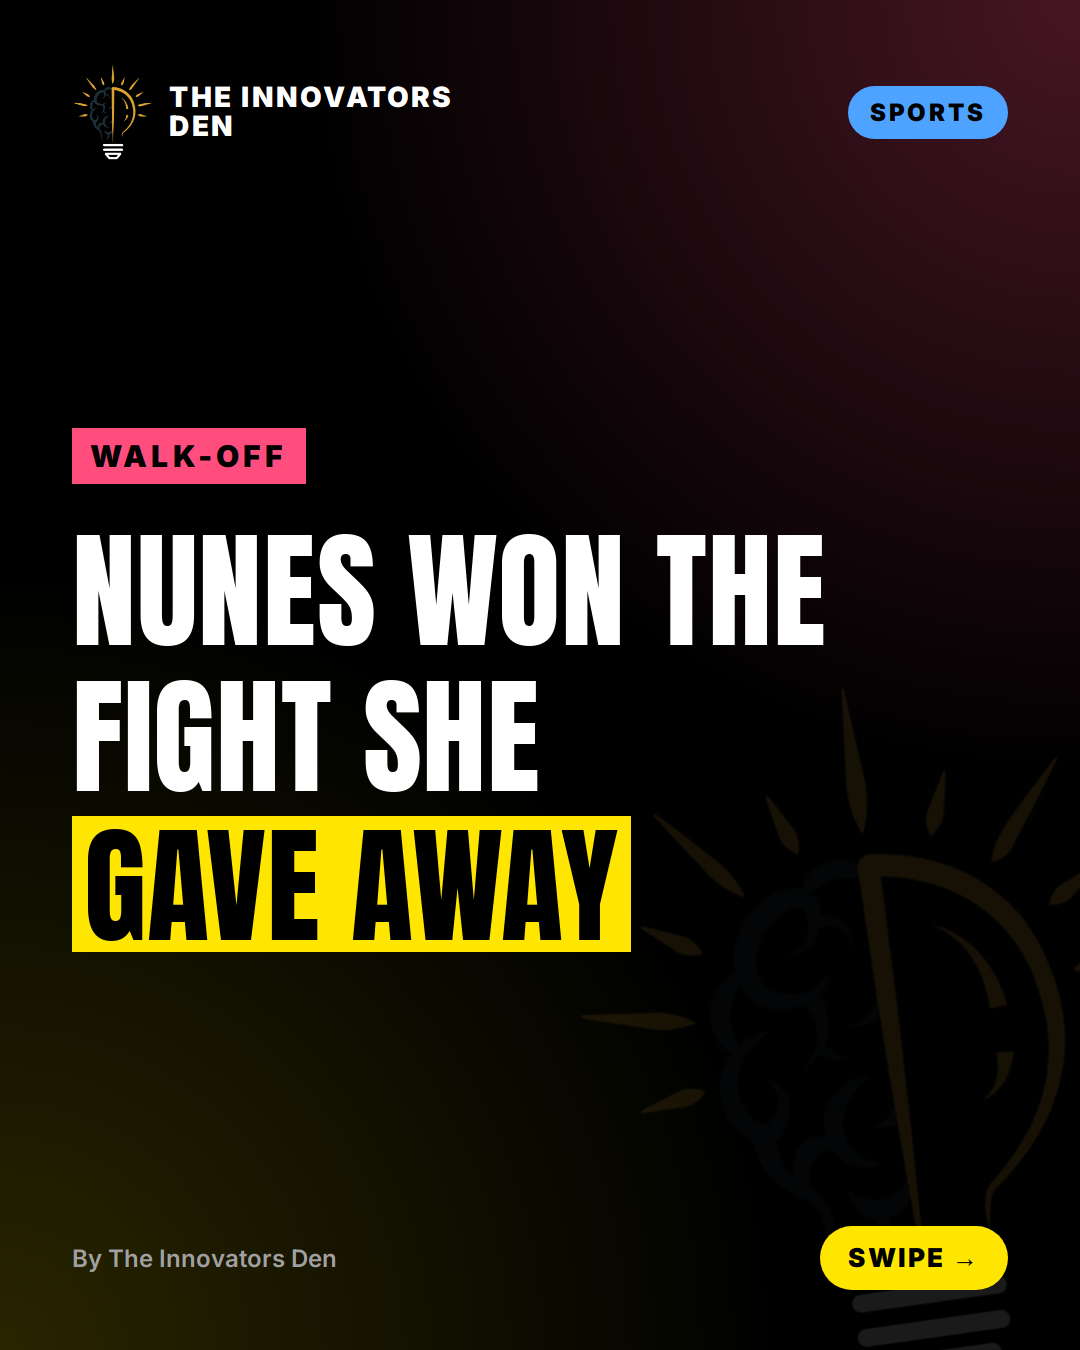 THE INNOVATORS
DEN
SPORTS
WALK-OFF
NUNES WON THE
FIGHT SHE
GAVE AWAY
By The Innovators Den
SWIPE →